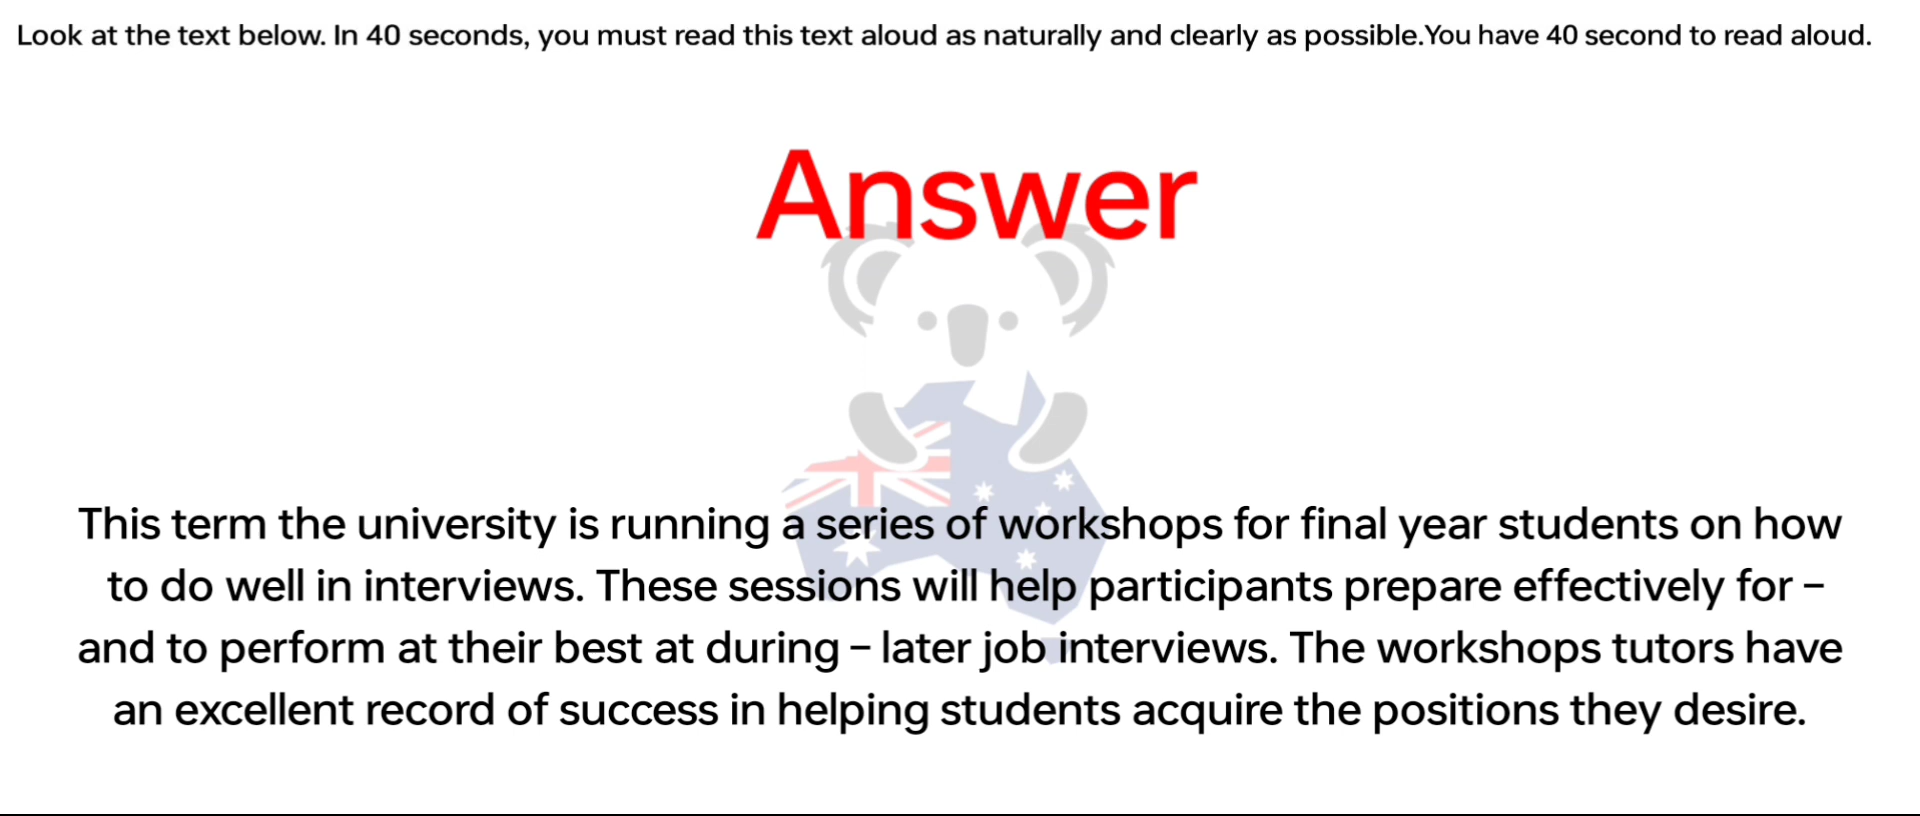 Look at the text below. In 40 seconds, you must read this text aloud as naturally and clearly as possible.You have 40 second to read aloud.
Answer
This term the university is running a series of workshops for final year students on how
to do well in interviews. These sessions will help participants prepare effectively for –
and to perform at their best at during – later job interviews. The workshops tutors have
an excellent record of success in helping students acquire the positions they desire.